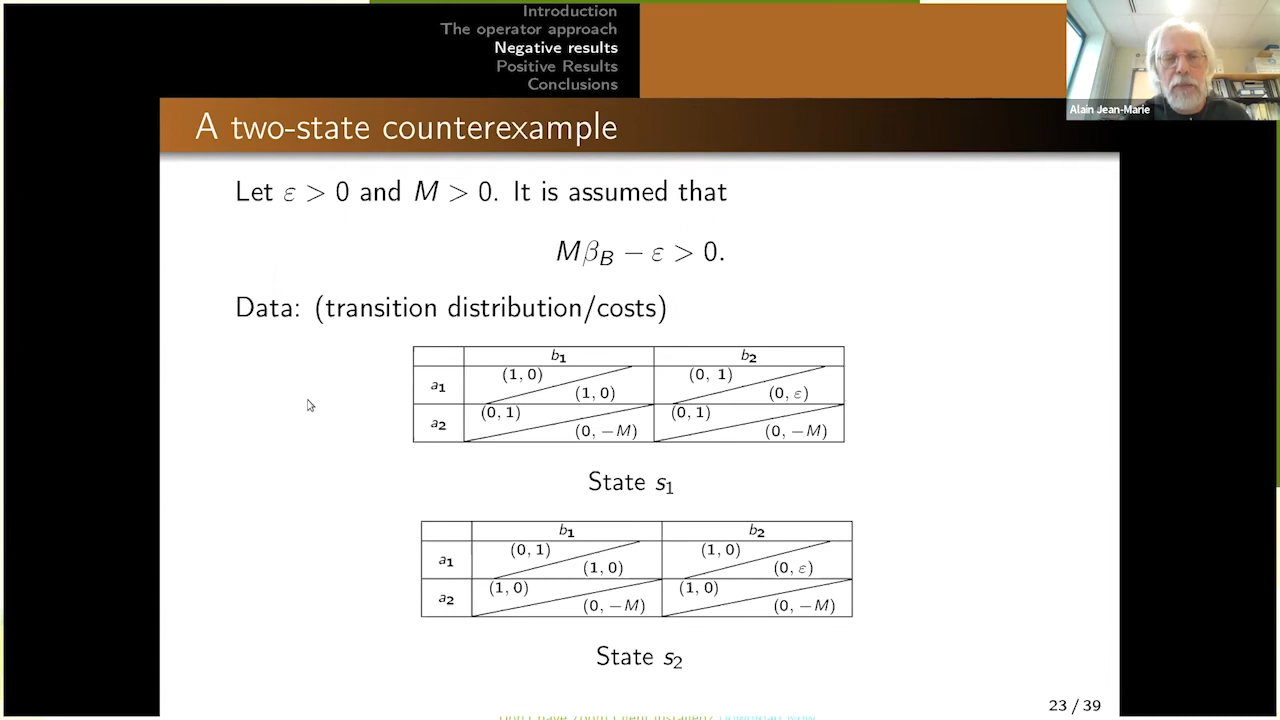 Introduction
The operator approach
Negative results
Positive Results
Conclusions
Alain Jean-Marie
A two-state counterexample
Let ε > 0 and M > 0. It is assumed that
Mβ_B − ε > 0.
Data: (transition distribution/costs)
b₁ b₂
a₁ (1, 0) (1, 0) (0, 1) (0, ε)
a₂ (0, 1) (0, −M) (0, 1) (0, −M)
State s₁
b₁ b₂
a₁ (0, 1) (1, 0) (1, 0) (0, ε)
a₂ (1, 0) (0, −M) (1, 0) (0, −M)
State s₂
23 / 39